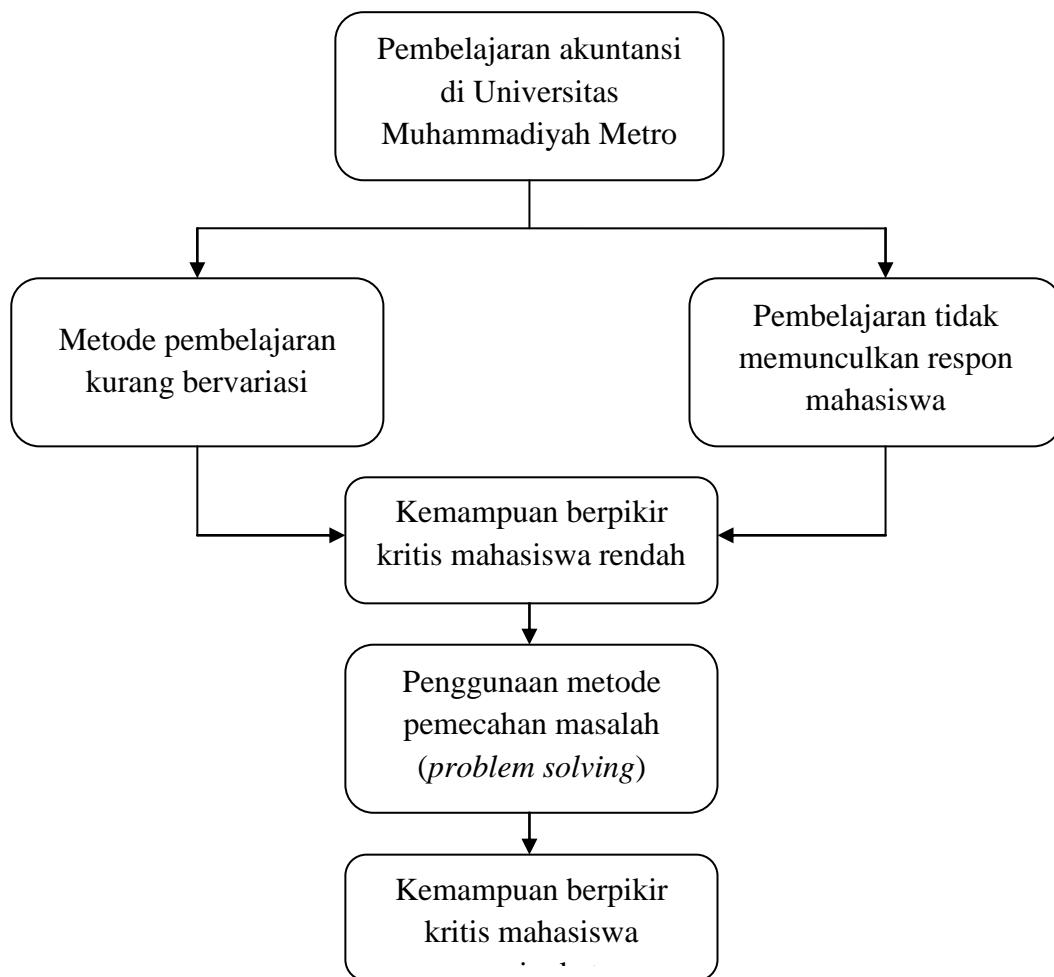 Pembelajaran akuntansi
di Universitas
Muhammadiyah Metro
Metode pembelajaran
kurang bervariasi
Pembelajaran tidak
memunculkan respon
mahasiswa
Kemampuan berpikir
kritis mahasiswa rendah
Penggunaan metode
pemecahan masalah
(problem solving)
Kemampuan berpikir
kritis mahasiswa